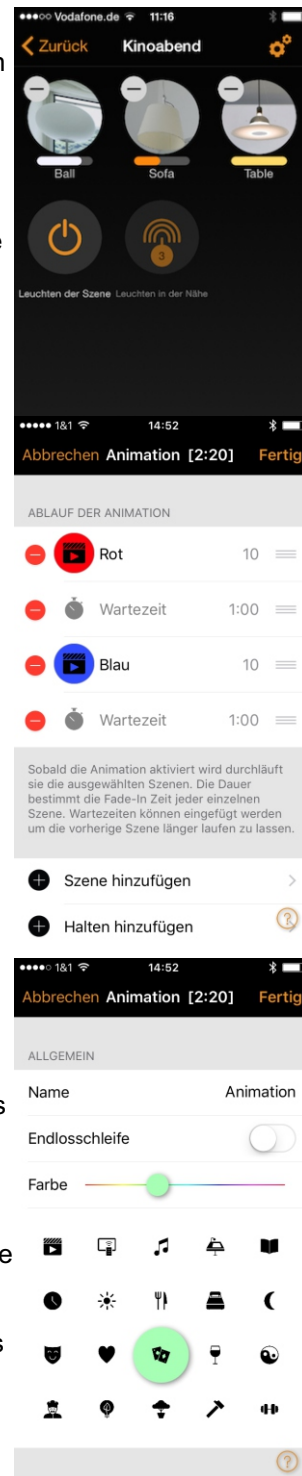 Vodafone.de 11:16
Zurück Kinoabend
Ball Sofa Table
3
Leuchten der Szene Leuchten in der Nähe
1&1 14:52
Abbrechen Animation [2:20] Fertig
ABLAUF DER ANIMATION
Rot 10
Wartezeit 1:00
Blau 10
Wartezeit 1:00
Sobald die Animation aktiviert wird durchläuft
sie die ausgewählten Szenen. Die Dauer
bestimmt die Fade-In Zeit jeder einzelnen
Szene. Wartezeiten können eingefügt werden
um die vorherige Szene länger laufen zu lassen.
Szene hinzufügen
Halten hinzufügen
?
1&1 14:52
Abbrechen Animation [2:20] Fertig
ALLGEMEIN
Name Animation
Endlosschleife
Farbe
?